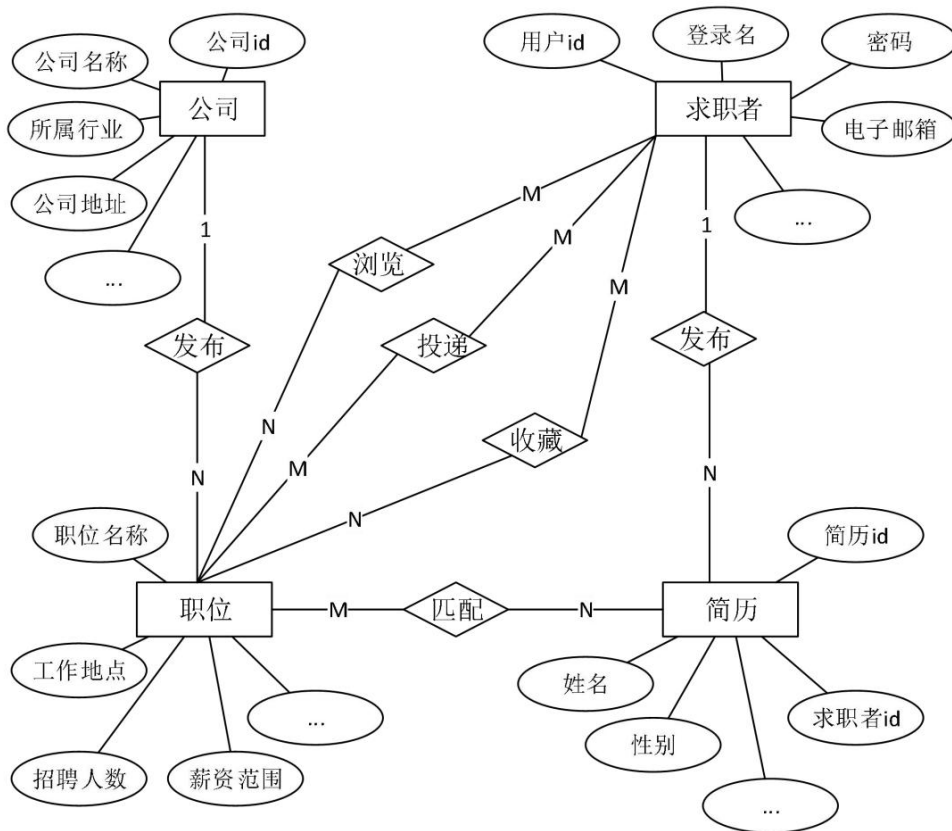 公司id
公司名称
公司
所属行业
公司地址
...
用户id
登录名
密码
求职者
电子邮箱
...
1
M
M
M
1
浏览
投递
收藏
发布
发布
N
M
N
N
N
职位名称
职位
工作地点
...
招聘人数
薪资范围
M
匹配
N
简历id
简历
姓名
性别
求职者id
...